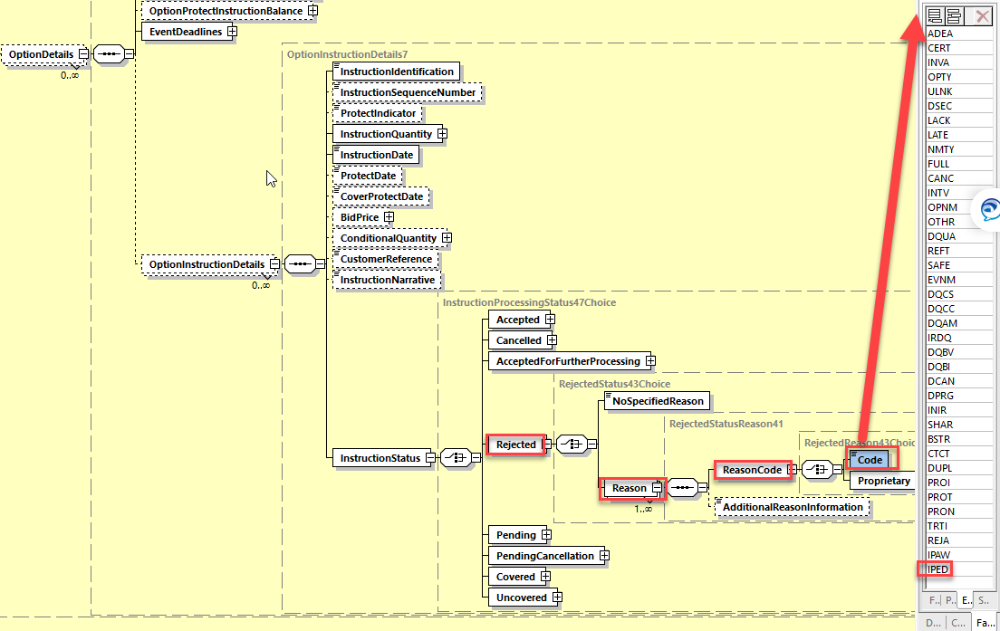 OptionProtectInstructionBalance
EventDeadlines
OptionDetails
0..∞
OptionInstructionDetails7
InstructionIdentification
InstructionSequenceNumber
ProtectIndicator
InstructionQuantity
InstructionDate
ProtectDate
CoverProtectDate
BidPrice
ConditionalQuantity
CustomerReference
InstructionNarrative
OptionInstructionDetails
0..∞
InstructionProcessingStatus47Choice
Accepted
Cancelled
AcceptedForFurtherProcessing
RejectedStatus43Choice
NoSpecifiedReason
RejectedStatusReason41
RejectedReason43Choic
Rejected
Code
InstructionStatus
ReasonCode
Proprietary
Reason
1..∞
AdditionalReasonInformation
Pending
PendingCancellation
Covered
Uncovered
ADEA
CERT
INVA
OPTY
ULNK
DSEC
LACK
LATE
NMTY
FULL
CANC
INTV
OPNM
OTHR
DQUA
REFT
SAFE
EVNM
DQCS
DQCC
DQAM
IRDQ
DQBV
DQBI
DCAN
DPRG
INIR
SHAR
BSTR
CTCT
DUPL
PROI
PROT
PRON
TRTI
REJA
IPAW
IPED
F.. P.. E.. S..
D... C... Fa...